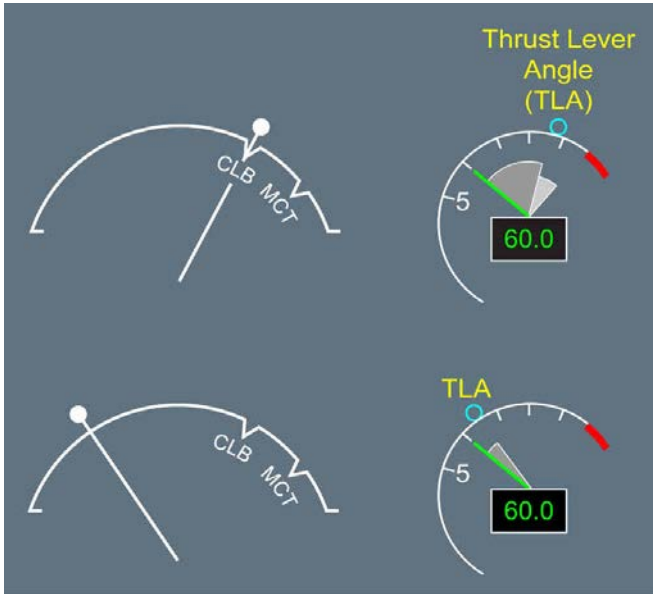 Thrust Lever
Angle
(TLA)
CLB MCT
5
60.0
TLA
CLB MCT
5
60.0